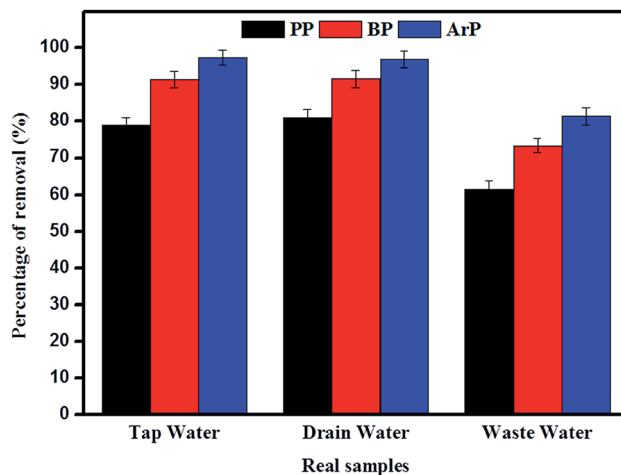 PP BP ArP
Percentage of removal (%)
100
90
80
70
60
50
40
30
20
10
0
Tap Water Drain Water Waste Water
Real samples